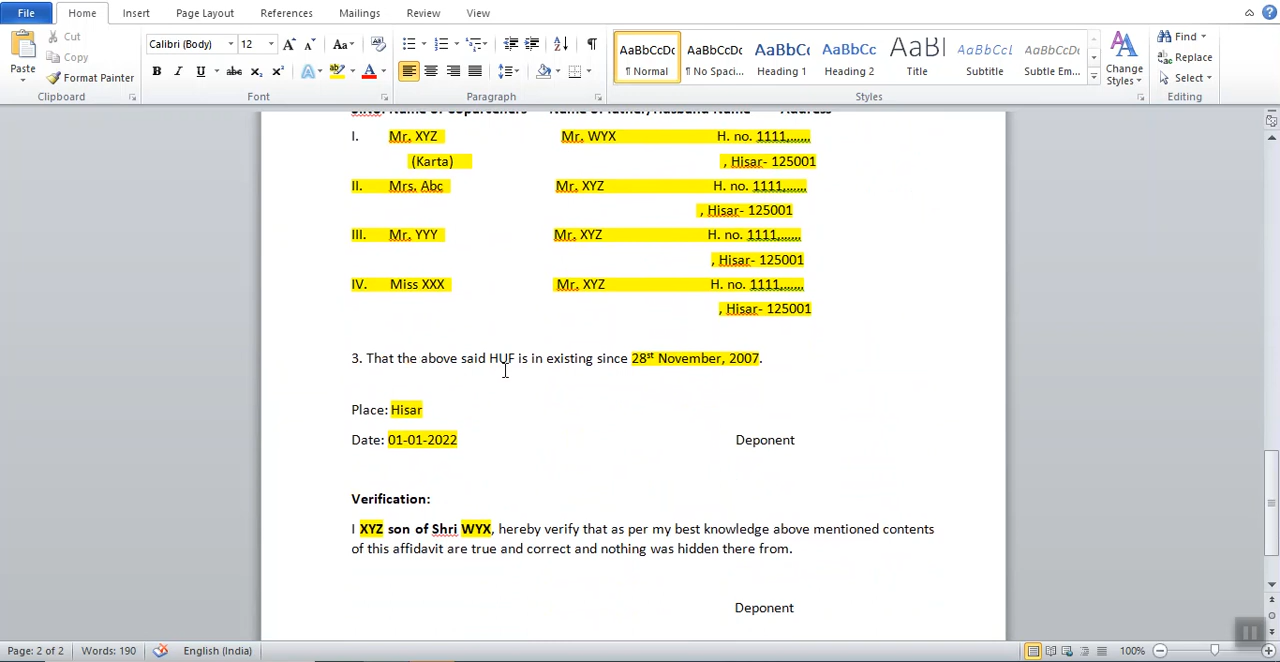 File Home Insert Page Layout References Mailings Review View
Cut
Copy
Format Painter
Paste
Calibri (Body) 12
AaBbCcDc AaBbCcDc AaBbCc AaBbCc AaBl AaBbCcL AaBbCcDc
¶ Normal ¶ No Spaci... Heading 1 Heading 2 Title Subtitle Subtle Em...
Change Styles
Find
Replace
Select
Clipboard Font Paragraph Styles Editing
I. Mr. XYZ Mr. WYX H. no. 1111,......
(Karta) , Hisar- 125001
II. Mrs. Abc Mr. XYZ H. no. 1111,......
, Hisar- 125001
III. Mr. YYY Mr. XYZ H. no. 1111,......
, Hisar- 125001
IV. Miss XXX Mr. XYZ H. no. 1111,......
, Hisar- 125001
3. That the above said HUF is in existing since 28st November, 2007.
Place: Hisar
Date: 01-01-2022 Deponent
Verification:
I XYZ son of Shri WYX, hereby verify that as per my best knowledge above mentioned contents
of this affidavit are true and correct and nothing was hidden there from.
Deponent
Page: 2 of 2 Words: 190 English (India) 100%